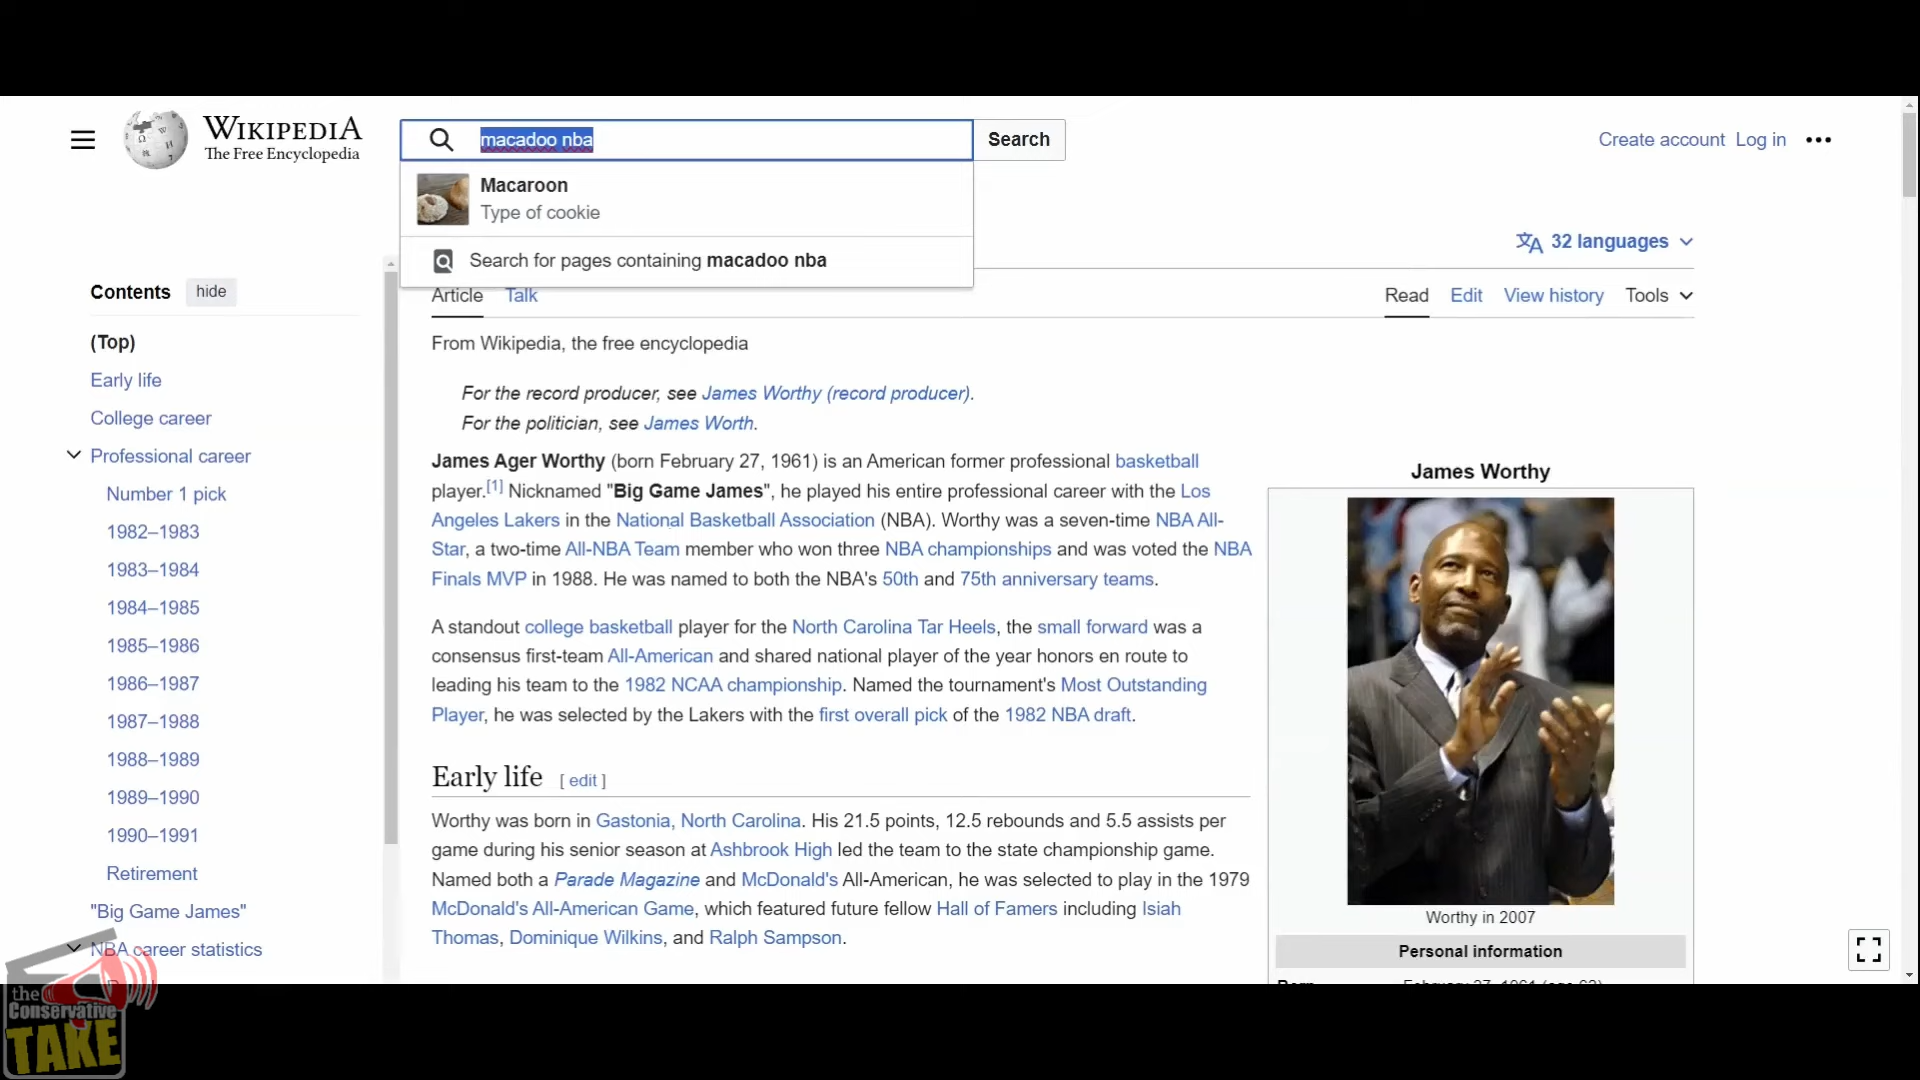 WIKIPEDIA
The Free Encyclopedia
macadoo nba
Search
Create account Log in
Macaroon
Type of cookie
Search for pages containing macadoo nba
32 languages
Contents hide
Article Talk
Read Edit View history Tools
(Top)
Early life
College career
Professional career
Number 1 pick
1982–1983
1983–1984
1984–1985
1985–1986
1986–1987
1987–1988
1988–1989
1989–1990
1990–1991
Retirement
"Big Game James"
NBA career statistics
From Wikipedia, the free encyclopedia
For the record producer, see James Worthy (record producer).
For the politician, see James Worth.
James Ager Worthy (born February 27, 1961) is an American former professional basketball
player.[1] Nicknamed "Big Game James", he played his entire professional career with the Los
Angeles Lakers in the National Basketball Association (NBA). Worthy was a seven-time NBA All-
Star, a two-time All-NBA Team member who won three NBA championships and was voted the NBA
Finals MVP in 1988. He was named to both the NBA's 50th and 75th anniversary teams.
A standout college basketball player for the North Carolina Tar Heels, the small forward was a
consensus first-team All-American and shared national player of the year honors en route to
leading his team to the 1982 NCAA championship. Named the tournament's Most Outstanding
Player, he was selected by the Lakers with the first overall pick of the 1982 NBA draft.
Early life [ edit ]
Worthy was born in Gastonia, North Carolina. His 21.5 points, 12.5 rebounds and 5.5 assists per
game during his senior season at Ashbrook High led the team to the state championship game.
Named both a Parade Magazine and McDonald's All-American, he was selected to play in the 1979
McDonald's All-American Game, which featured future fellow Hall of Famers including Isiah
Thomas, Dominique Wilkins, and Ralph Sampson.
James Worthy
Worthy in 2007
Personal information
the
Conservative
TAKE